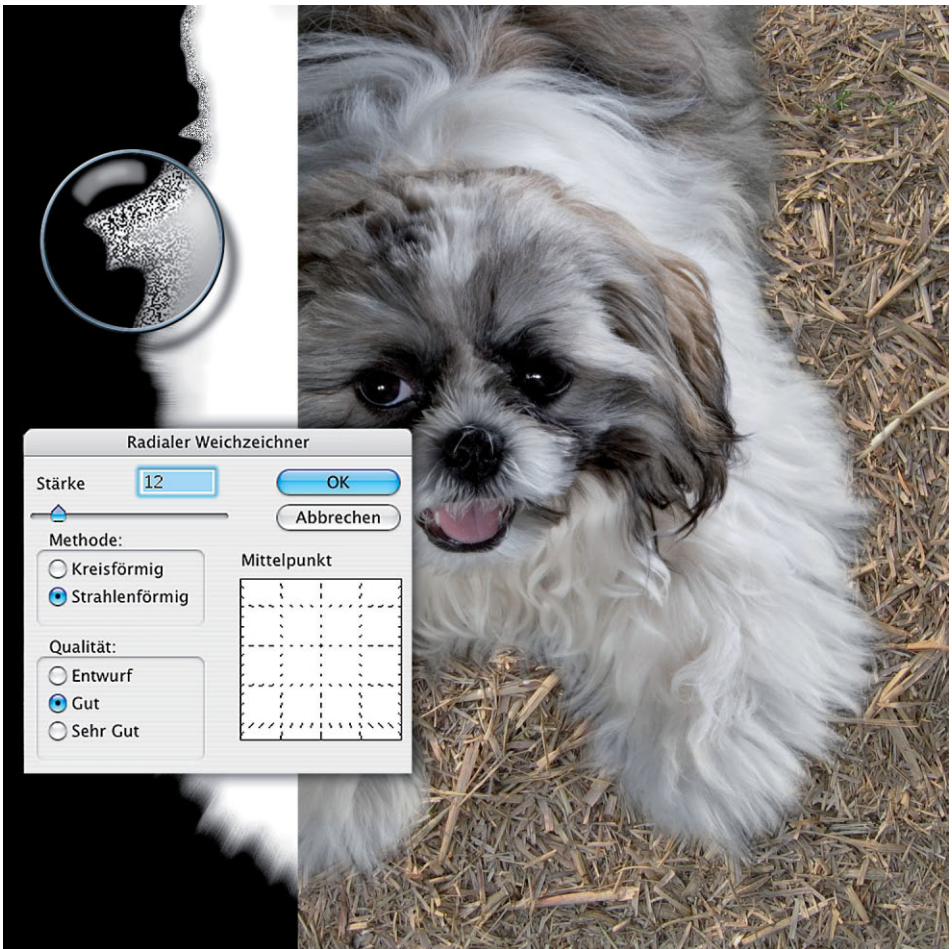 Radialer Weichzeichner
Stärke 12 OK
Abbrechen
Methode:
Kreisförmig
Strahlenförmig
Mittelpunkt
Qualität:
Entwurf
Gut
Sehr Gut